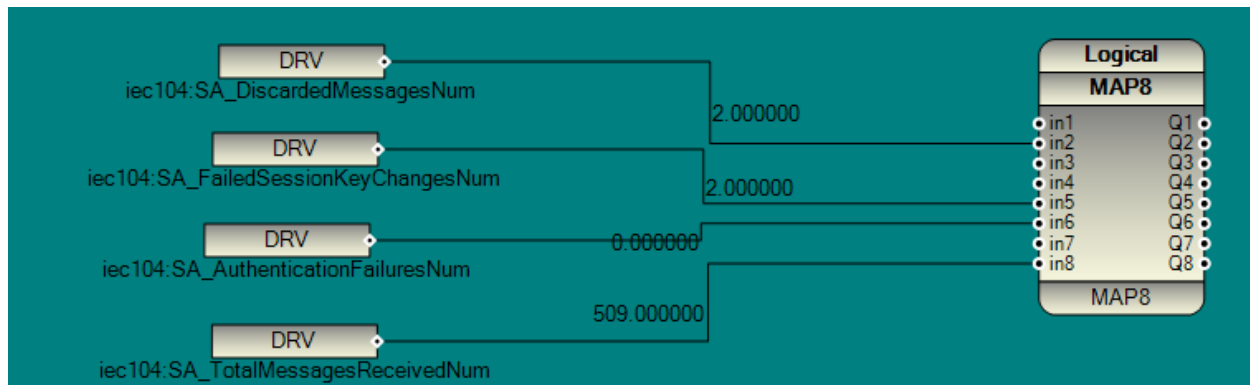 DRV
iec104:SA_DiscardedMessagesNum
2.000000
DRV
iec104:SA_FailedSessionKeyChangesNum
2.000000
DRV
iec104:SA_AuthenticationFailuresNum
0.000000
DRV
iec104:SA_TotalMessagesReceivedNum
509.000000
Logical
MAP8
in1 Q1
in2 Q2
in3 Q3
in4 Q4
in5 Q5
in6 Q6
in7 Q7
in8 Q8
MAP8